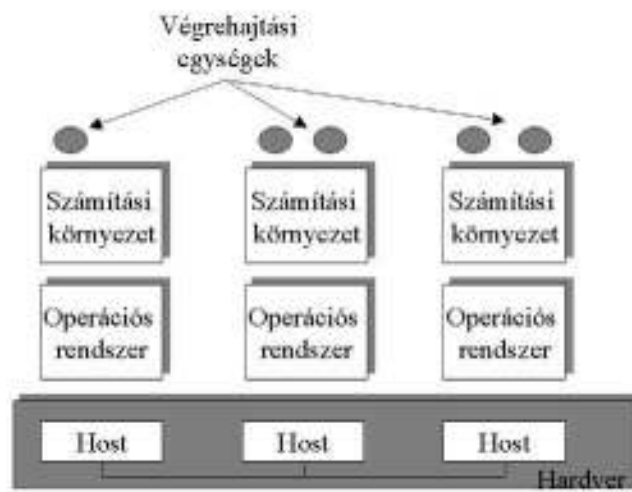 Végrehajtási
egységek
Számítási
környezet
Számítási
környezet
Számítási
környezet
Operációs
rendszer
Operációs
rendszer
Operációs
rendszer
Host
Host
Host
Hardver